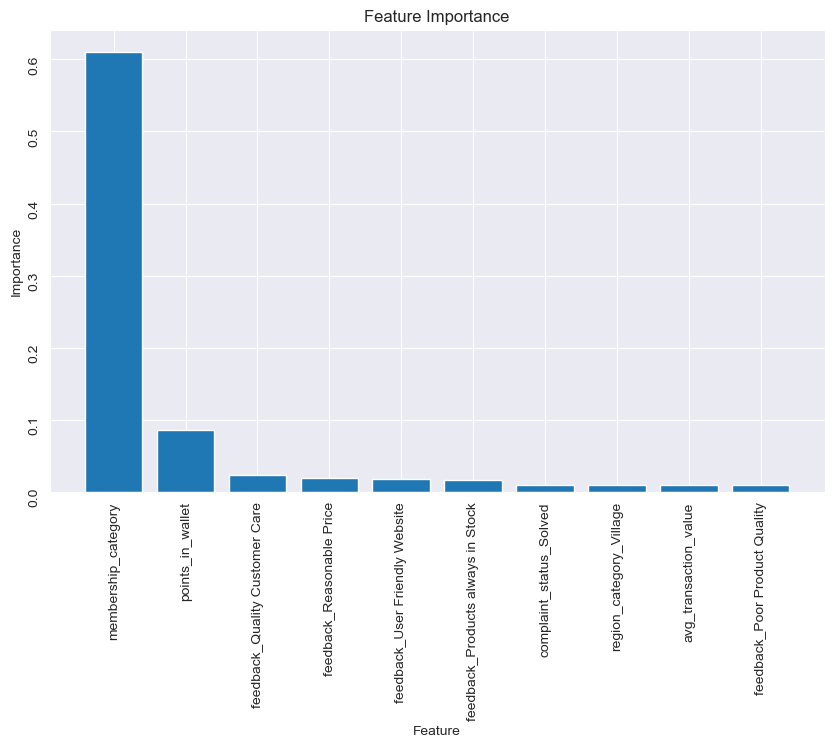 Feature Importance
Importance
0.6
0.5
0.4
0.3
0.2
0.1
0.0
membership_category
points_in_wallet
feedback_Quality Customer Care
feedback_Reasonable Price
feedback_User Friendly Website
feedback_Products always in Stock
complaint_status_Solved
region_category_Village
avg_transaction_value
feedback_Poor Product Quality
Feature